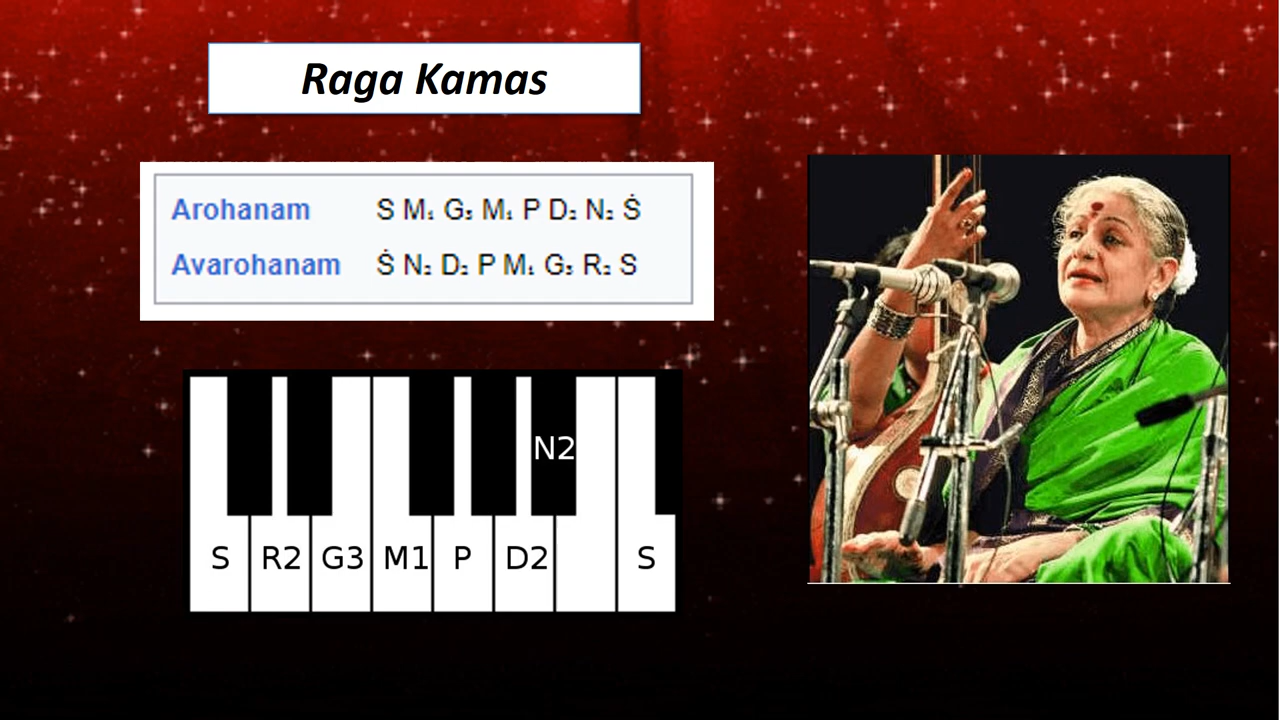 Raga Kamas
Arohanam S M₁ G₃ M₁ P D₂ N₂ Ṡ
Avarohanam Ṡ N₂ D₂ P M₁ G₃ R₂ S
N2
S R2 G3 M1 P D2 S